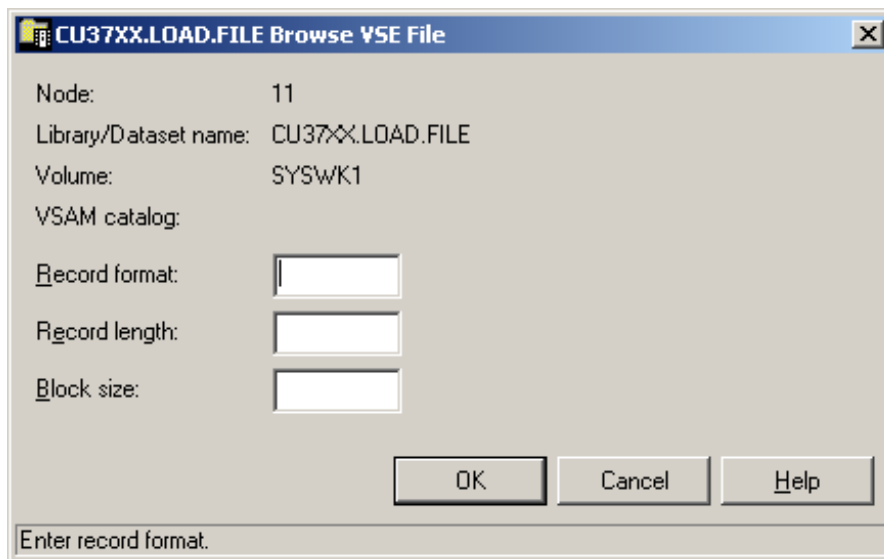 CU37XX.LOAD.FILE Browse VSE File
Node: 11
Library/Dataset name: CU37XX.LOAD.FILE
Volume: SYSWK1
VSAM catalog:
Record format:
Record length:
Block size:
OK Cancel Help
Enter record format.